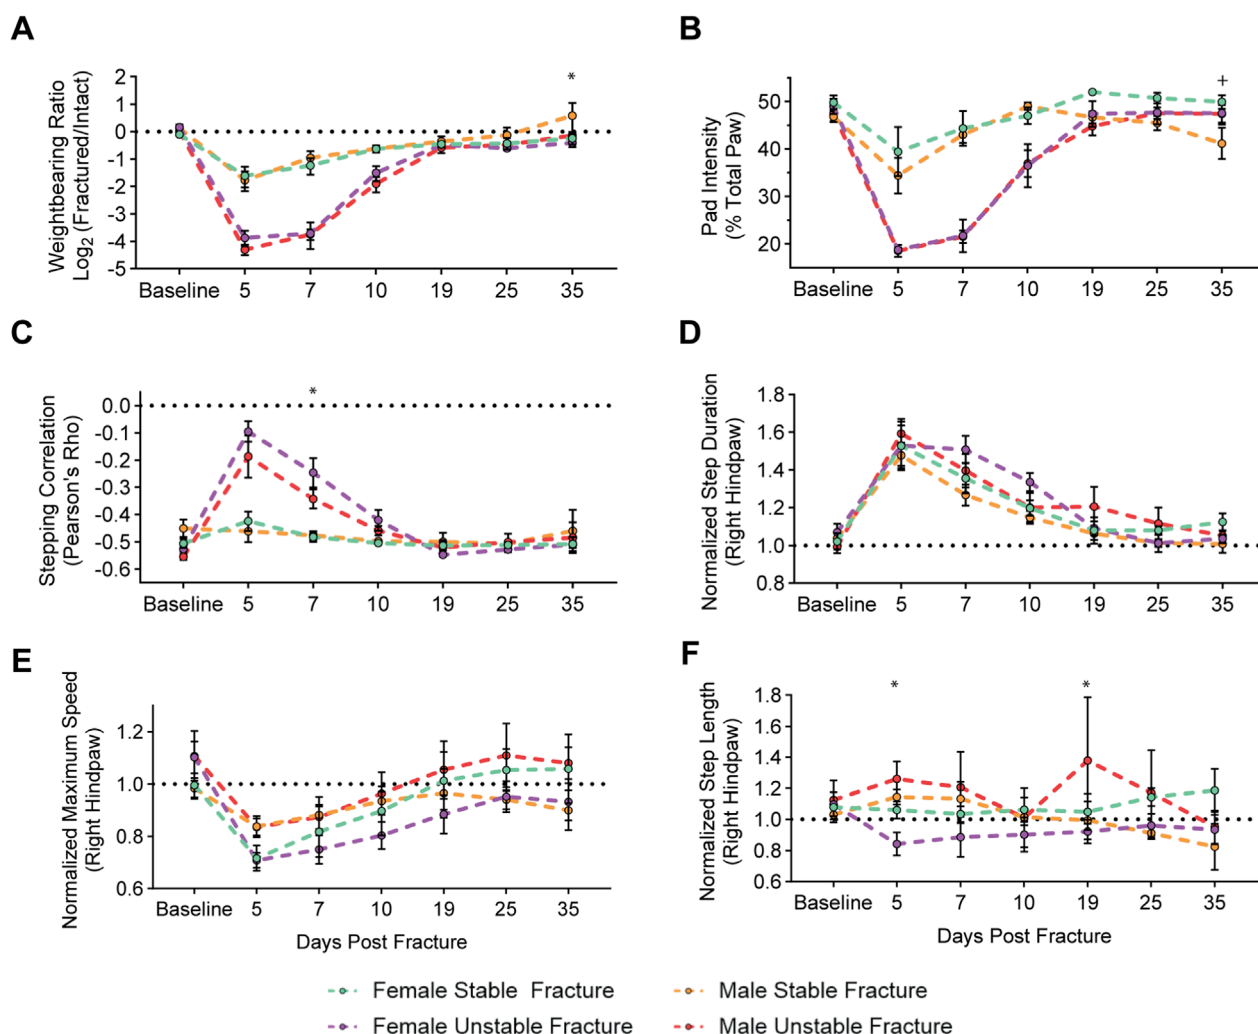 A
Weightbearing Ratio
Log2 (Fractured/Intact)
2
1
0
-1
-2
-3
-4
-5
*
Baseline 5 7 10 19 25 35
B
Pad Intensity
(% Total Paw)
50
40
30
20
+
Baseline 5 7 10 19 25 35
C
Stepping Correlation
(Pearson's Rho)
0.0
-0.1
-0.2
-0.3
-0.4
-0.5
-0.6
*
Baseline 5 7 10 19 25 35
D
Normalized Step Duration
(Right Hindpaw)
1.8
1.6
1.4
1.2
1.0
0.8
Baseline 5 7 10 19 25 35
E
Normalized Maximum Speed
(Right Hindpaw)
1.2
1.0
0.8
0.6
Baseline 5 7 10 19 25 35
Days Post Fracture
F
Normalized Step Length
(Right Hindpaw)
1.8
1.6
1.4
1.2
1.0
0.8
0.6
* *
Baseline 5 7 10 19 25 35
Days Post Fracture
Female Stable Fracture
Male Stable Fracture
Female Unstable Fracture
Male Unstable Fracture